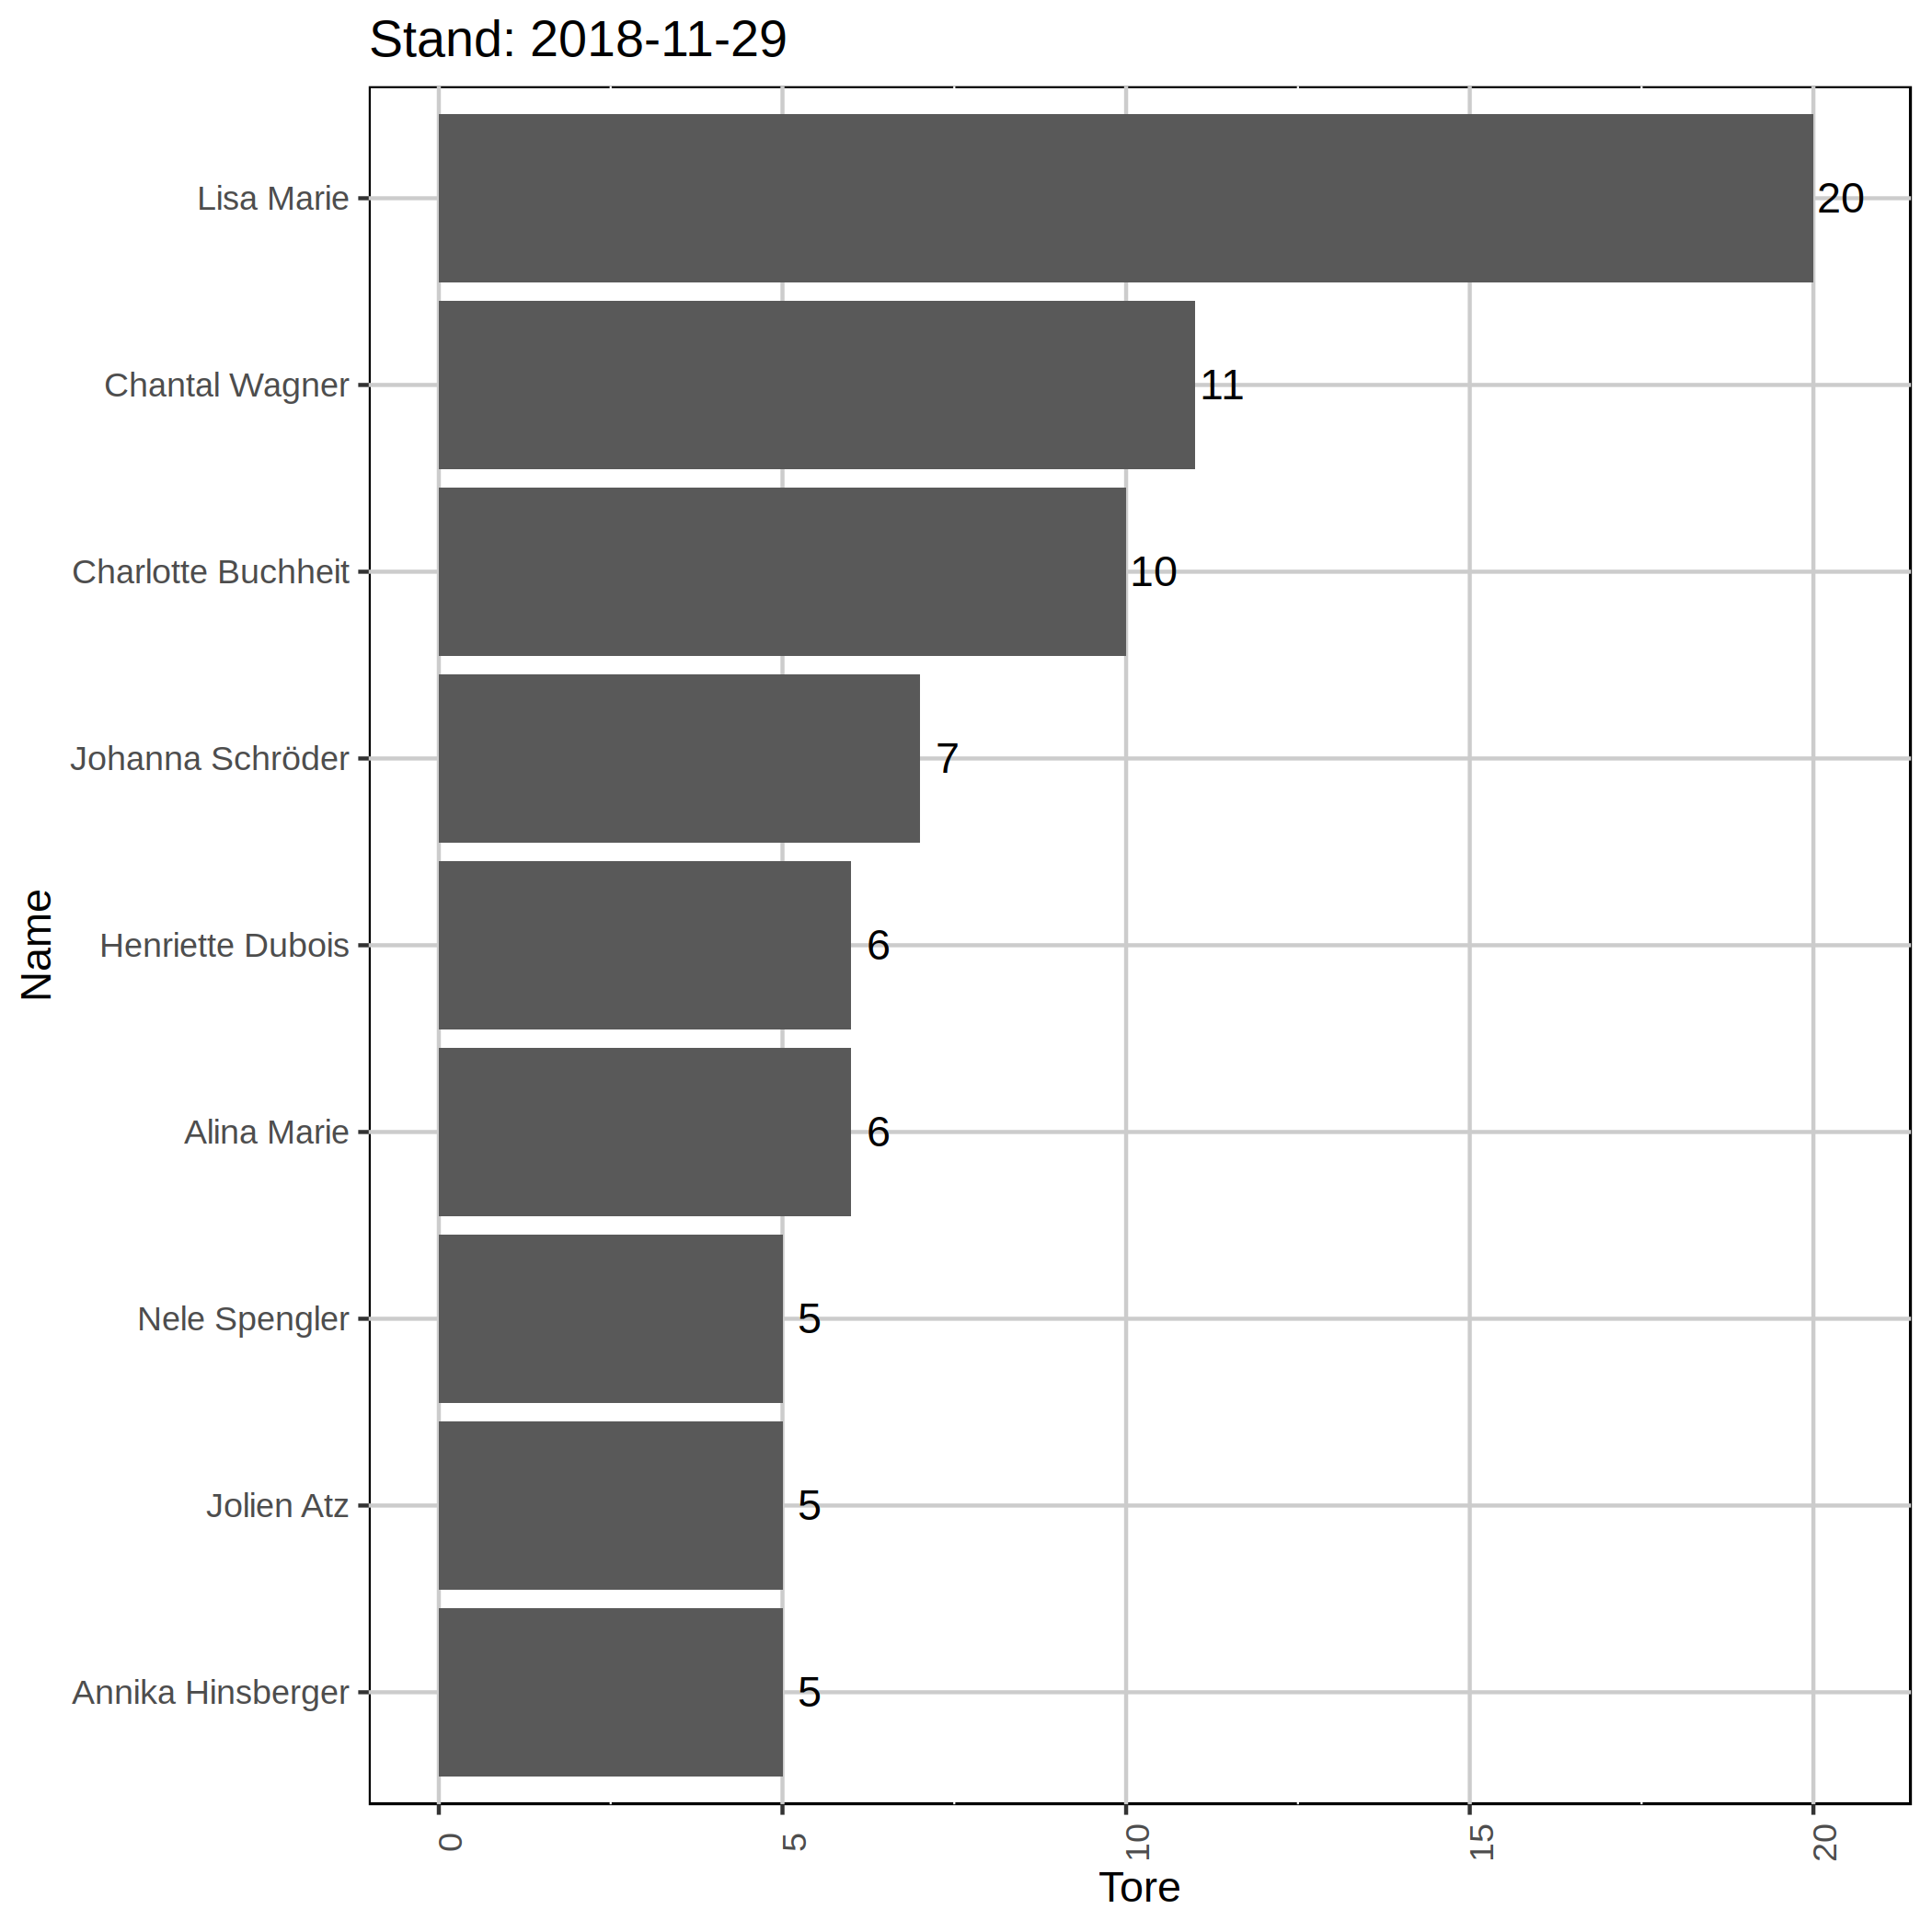 Stand: 2018-11-29
Name
Lisa Marie 20
Chantal Wagner 11
Charlotte Buchheit 10
Johanna Schröder 7
Henriette Dubois 6
Alina Marie 6
Nele Spengler 5
Jolien Atz 5
Annika Hinsberger 5
0 5 10 15 20
Tore